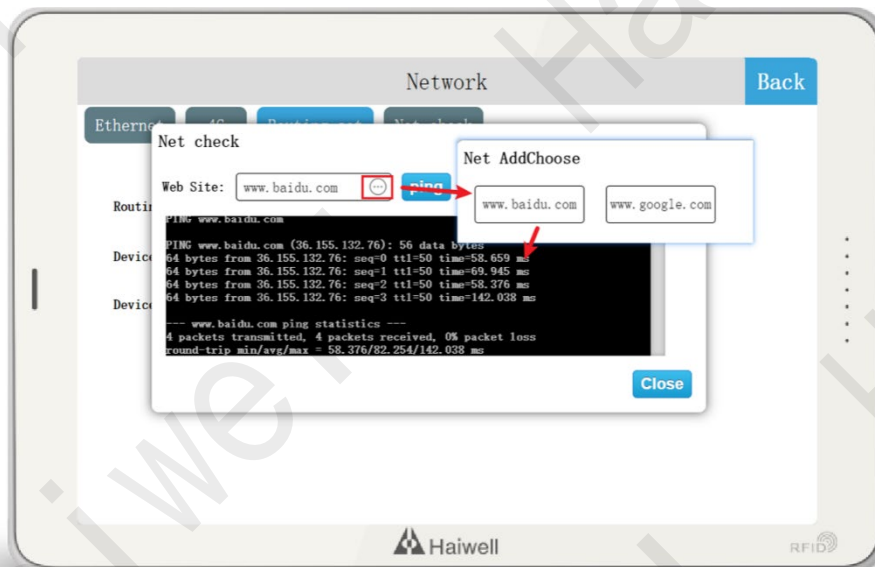 Network
Back
Ethernet
4G
Routing set
Net check
Net check
Net AddChoose
Web Site:
www.baidu.com
ping
www.baidu.com
www.google.com
Routin
Device
Device
PING www.baidu.com
PING www.baidu.com (36.155.132.76): 56 data bytes
64 bytes from 36.155.132.76: seq=0 ttl=50 time=58.659 ms
64 bytes from 36.155.132.76: seq=1 ttl=50 time=69.945 ms
64 bytes from 36.155.132.76: seq=2 ttl=50 time=58.376 ms
64 bytes from 36.155.132.76: seq=3 ttl=50 time=142.038 ms
--- www.baidu.com ping statistics ---
4 packets transmitted, 4 packets received, 0% packet loss
round-trip min/avg/max = 58.376/82.254/142.038 ms
Close
Haiwell
RFID